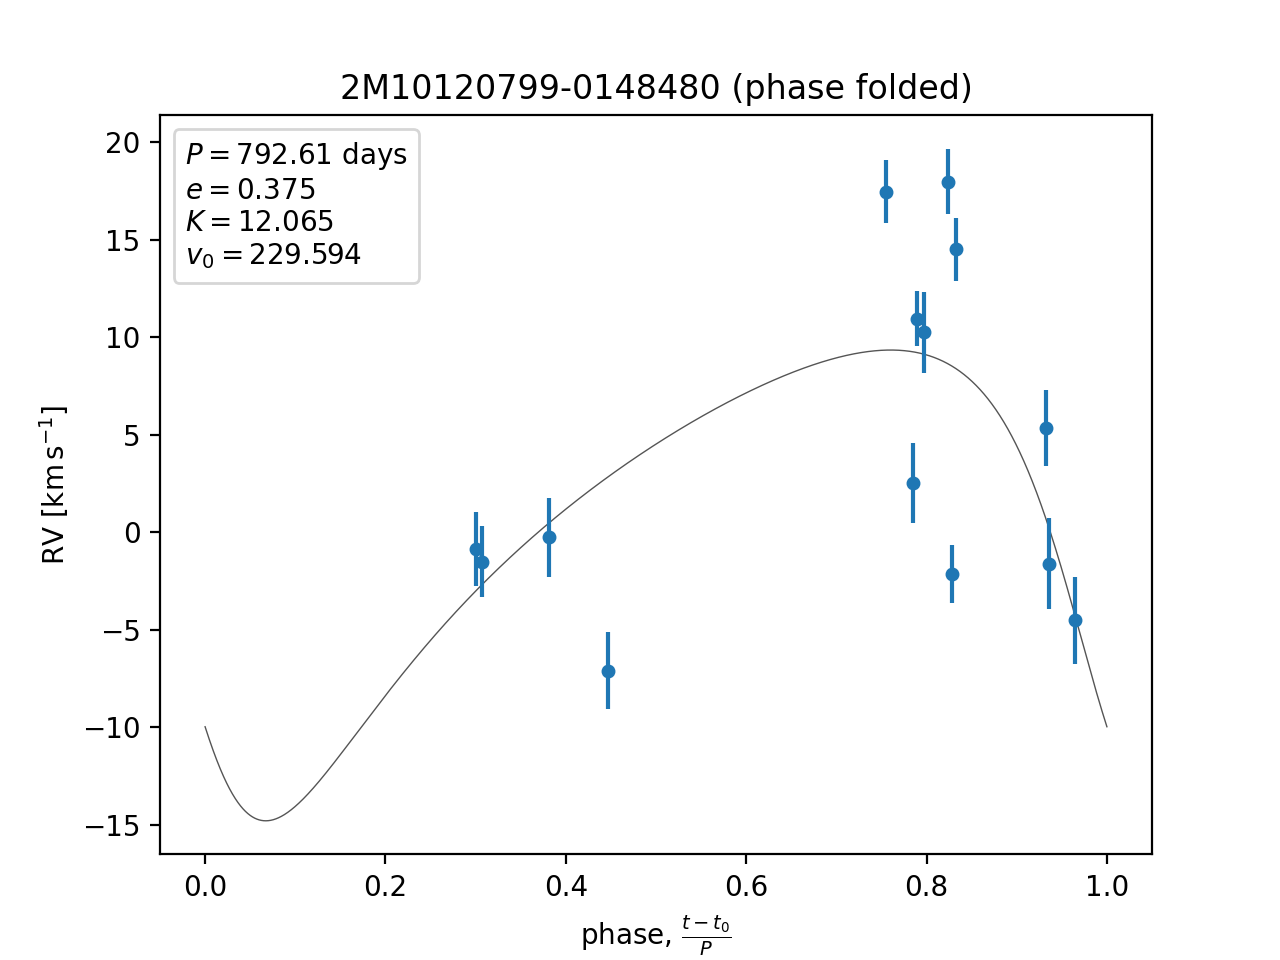 2M10120799-0148480 (phase folded)
P = 792.61 days
e = 0.375
K = 12.065
v₀ = 229.594
20
15
10
5
0
−5
−10
−15
RV [km s⁻¹]
0.0 0.2 0.4 0.6 0.8 1.0
phase, (t − t₀)/P